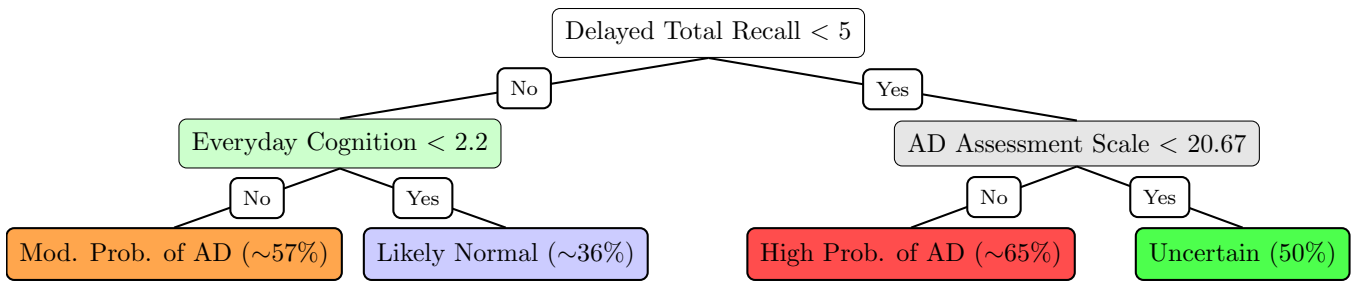 Delayed Total Recall < 5
No
Yes
Everyday Cognition < 2.2
AD Assessment Scale < 20.67
No
Yes
No
Yes
Mod. Prob. of AD (∼57%)
Likely Normal (∼36%)
High Prob. of AD (∼65%)
Uncertain (50%)